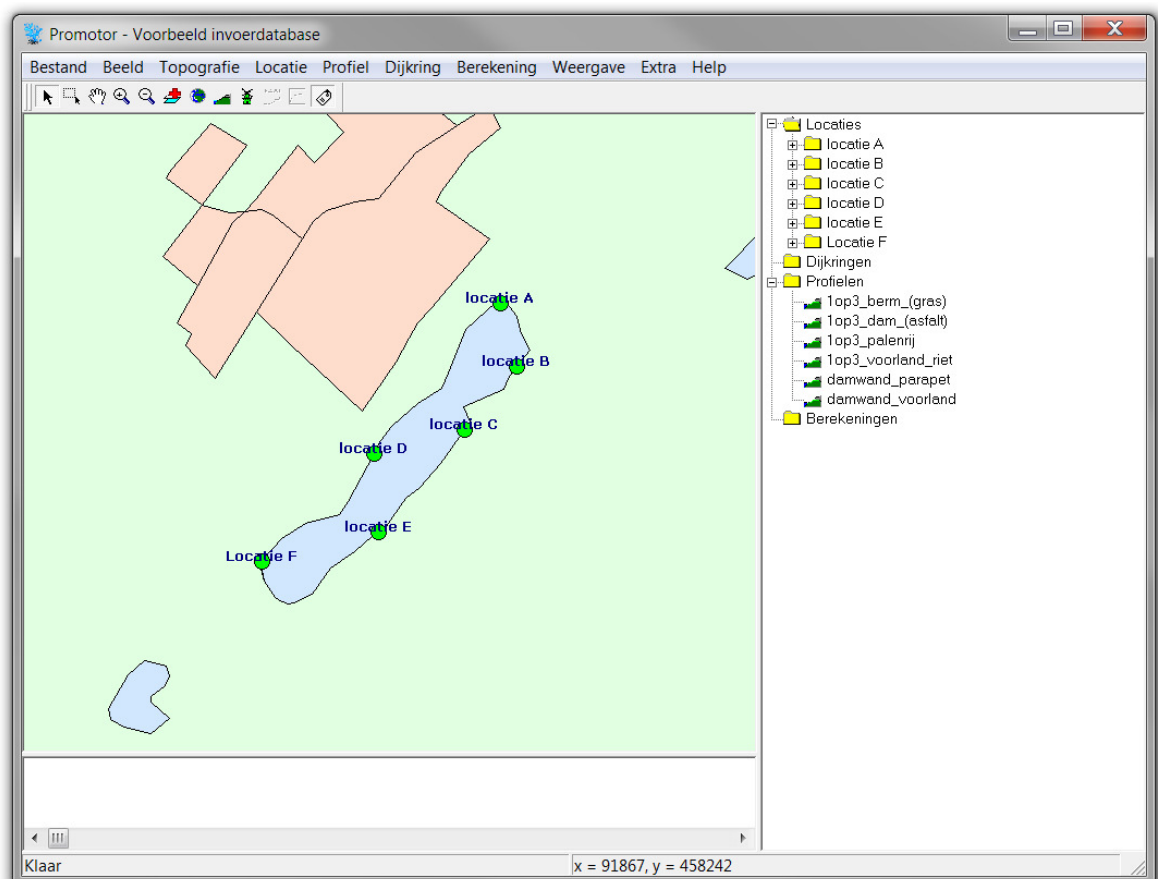 Promotor - Voorbeeld invoerdatabase
Bestand Beeld Topografie Locatie Profiel Dijkring Berekening Weergave Extra Help
locatie A
locatie B
locatie C
locatie D
locatie E
Locatie F
Locaties
locatie A
locatie B
locatie C
locatie D
locatie E
Locatie F
Dijkringen
Profielen
1op3_berm_(gras)
1op3_dam_(asfalt)
1op3_palenrij
1op3_voorland_riet
damwand_parapet
damwand_voorland
Berekeningen
Klaar
x = 91867, y = 458242